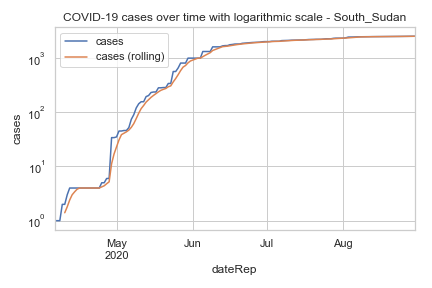 COVID-19 cases over time with logarithmic scale - South_Sudan
cases
cases (rolling)
10³
10²
10¹
10⁰
cases
May
2020
Jun
Jul
Aug
dateRep